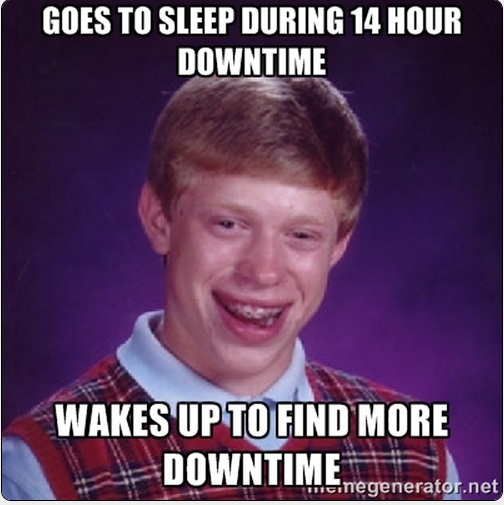 GOES TO SLEEP DURING 14 HOUR
DOWNTIME
WAKES UP TO FIND MORE
DOWNTIME
memegenerator.net